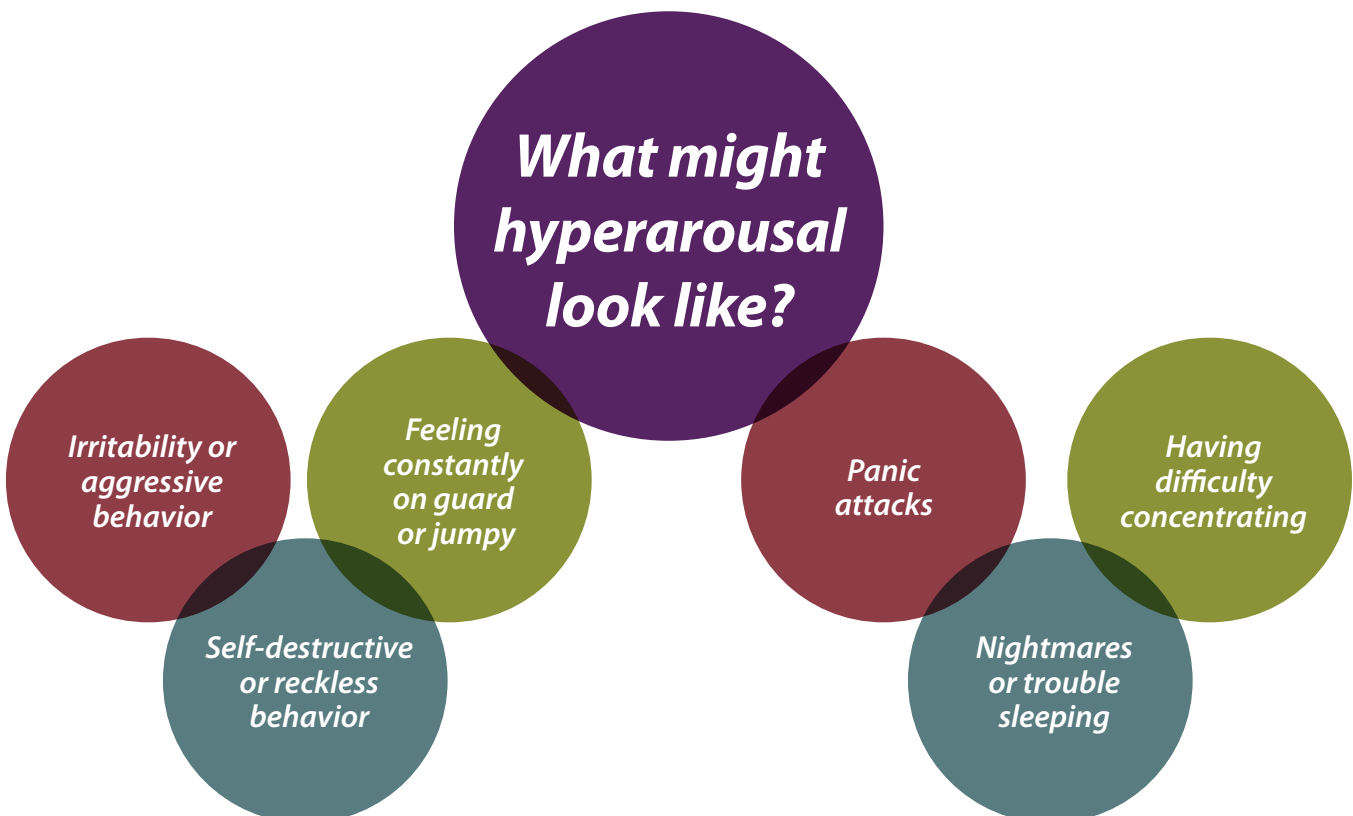 What might
hyperarousal
look like?
Irritability or
aggressive
behavior
Feeling
constantly
on guard
or jumpy
Self-destructive
or reckless
behavior
Panic
attacks
Nightmares
or trouble
sleeping
Having
difficulty
concentrating